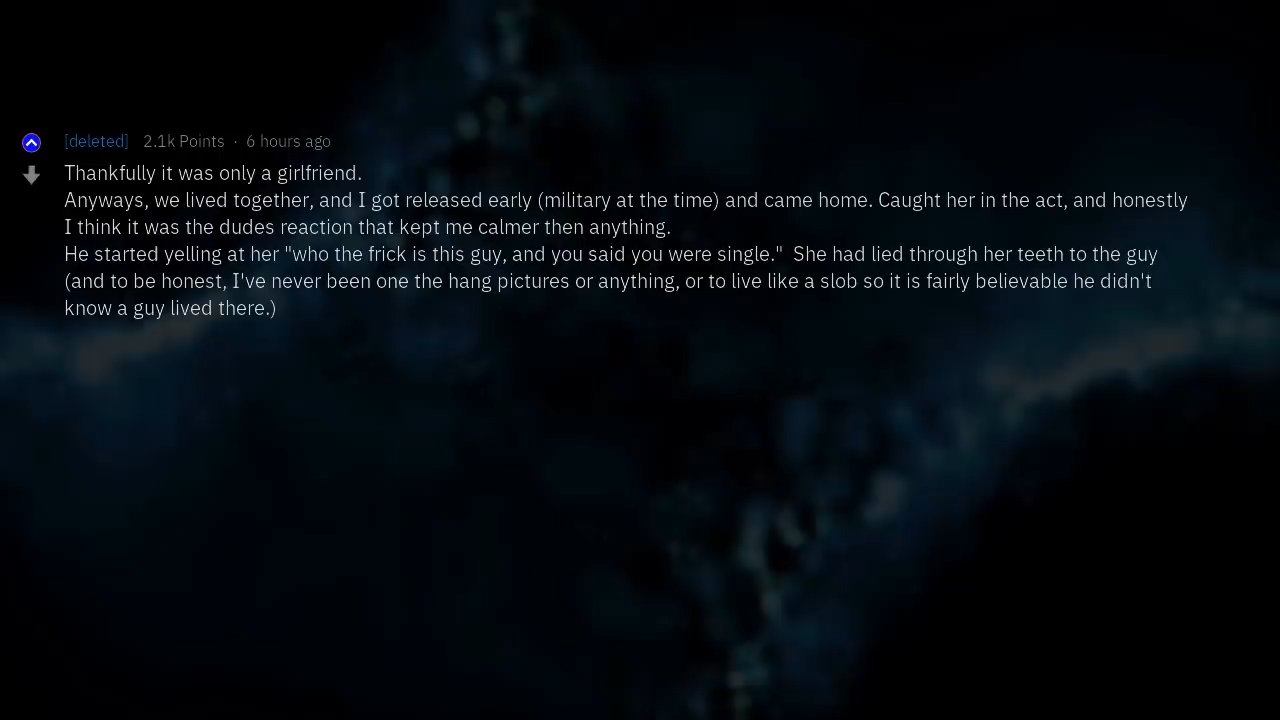 [deleted] 2.1k Points · 6 hours ago
Thankfully it was only a girlfriend.
Anyways, we lived together, and I got released early (military at the time) and came home. Caught her in the act, and honestly
I think it was the dudes reaction that kept me calmer then anything.
He started yelling at her "who the frick is this guy, and you said you were single."  She had lied through her teeth to the guy
(and to be honest, I've never been one the hang pictures or anything, or to live like a slob so it is fairly believable he didn't
know a guy lived there.)